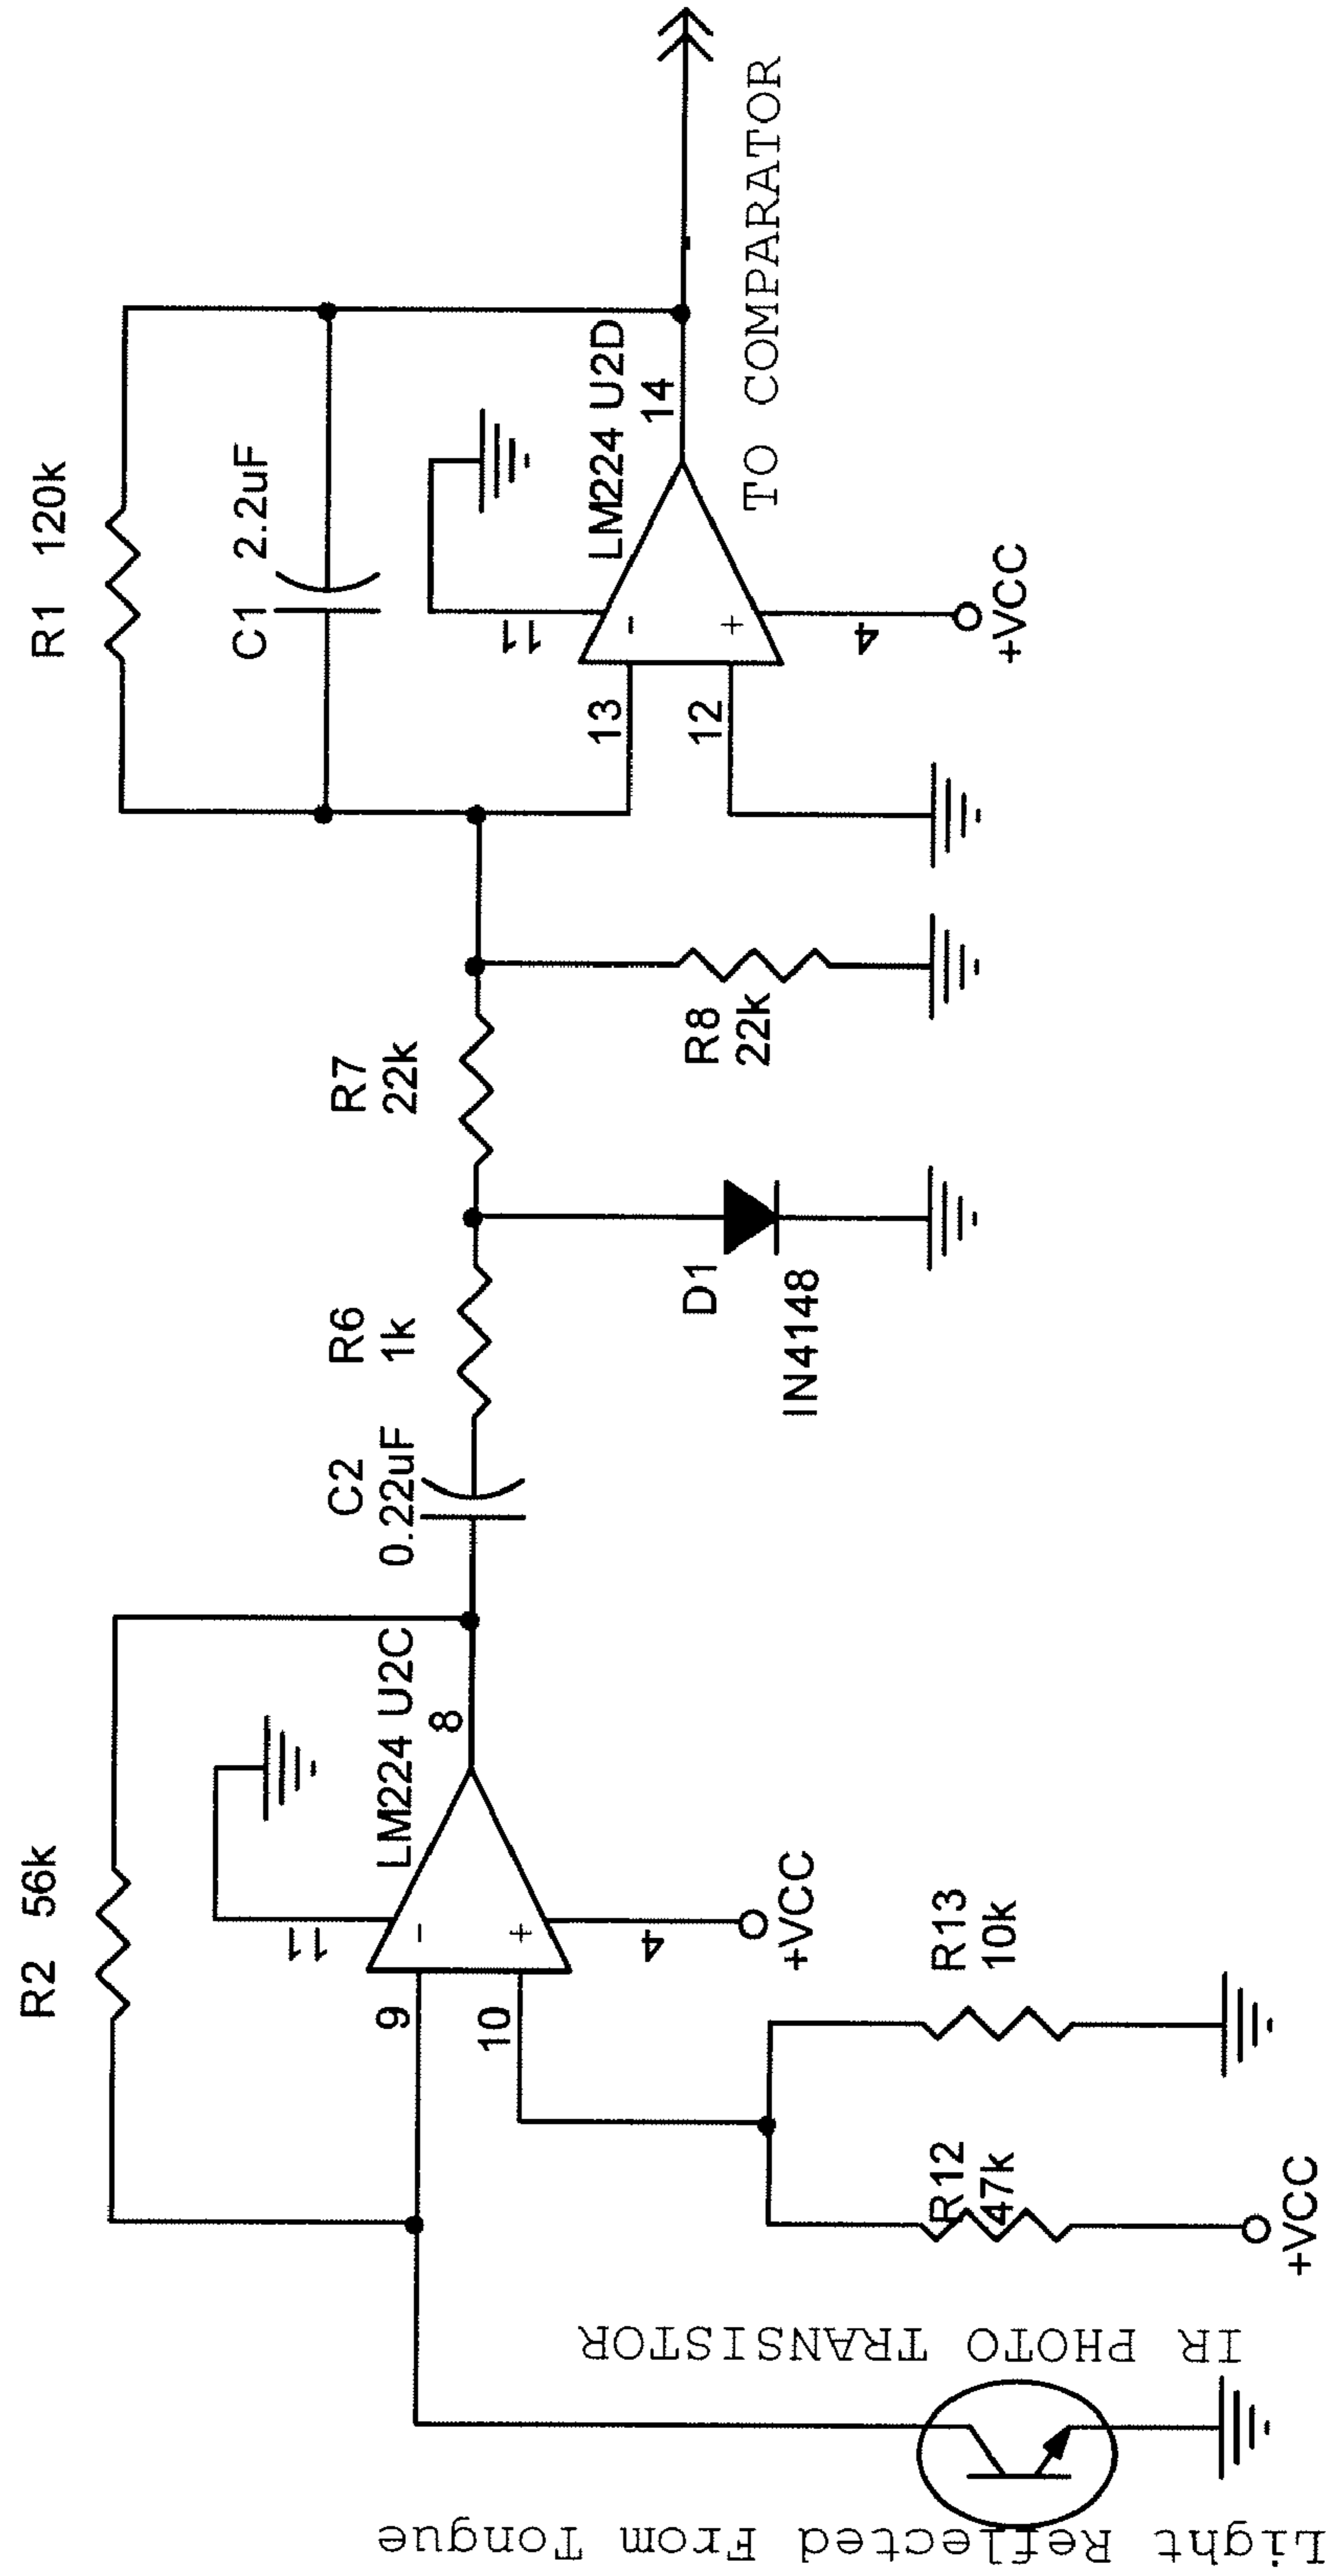 R1 120k
C1 2.2uF
LM224 U2D
11
13
12
14
4
+VCC
TO COMPARATOR
R7
22k
R8
22k
R6
1k
D1
IN4148
C2
0.22uF
R2 56k
LM224 U2C
11
9
10
8
4
+VCC
R13
10k
R12
47k
+VCC
IR PHOTO TRANSISTOR
Light Reflected From Tongue